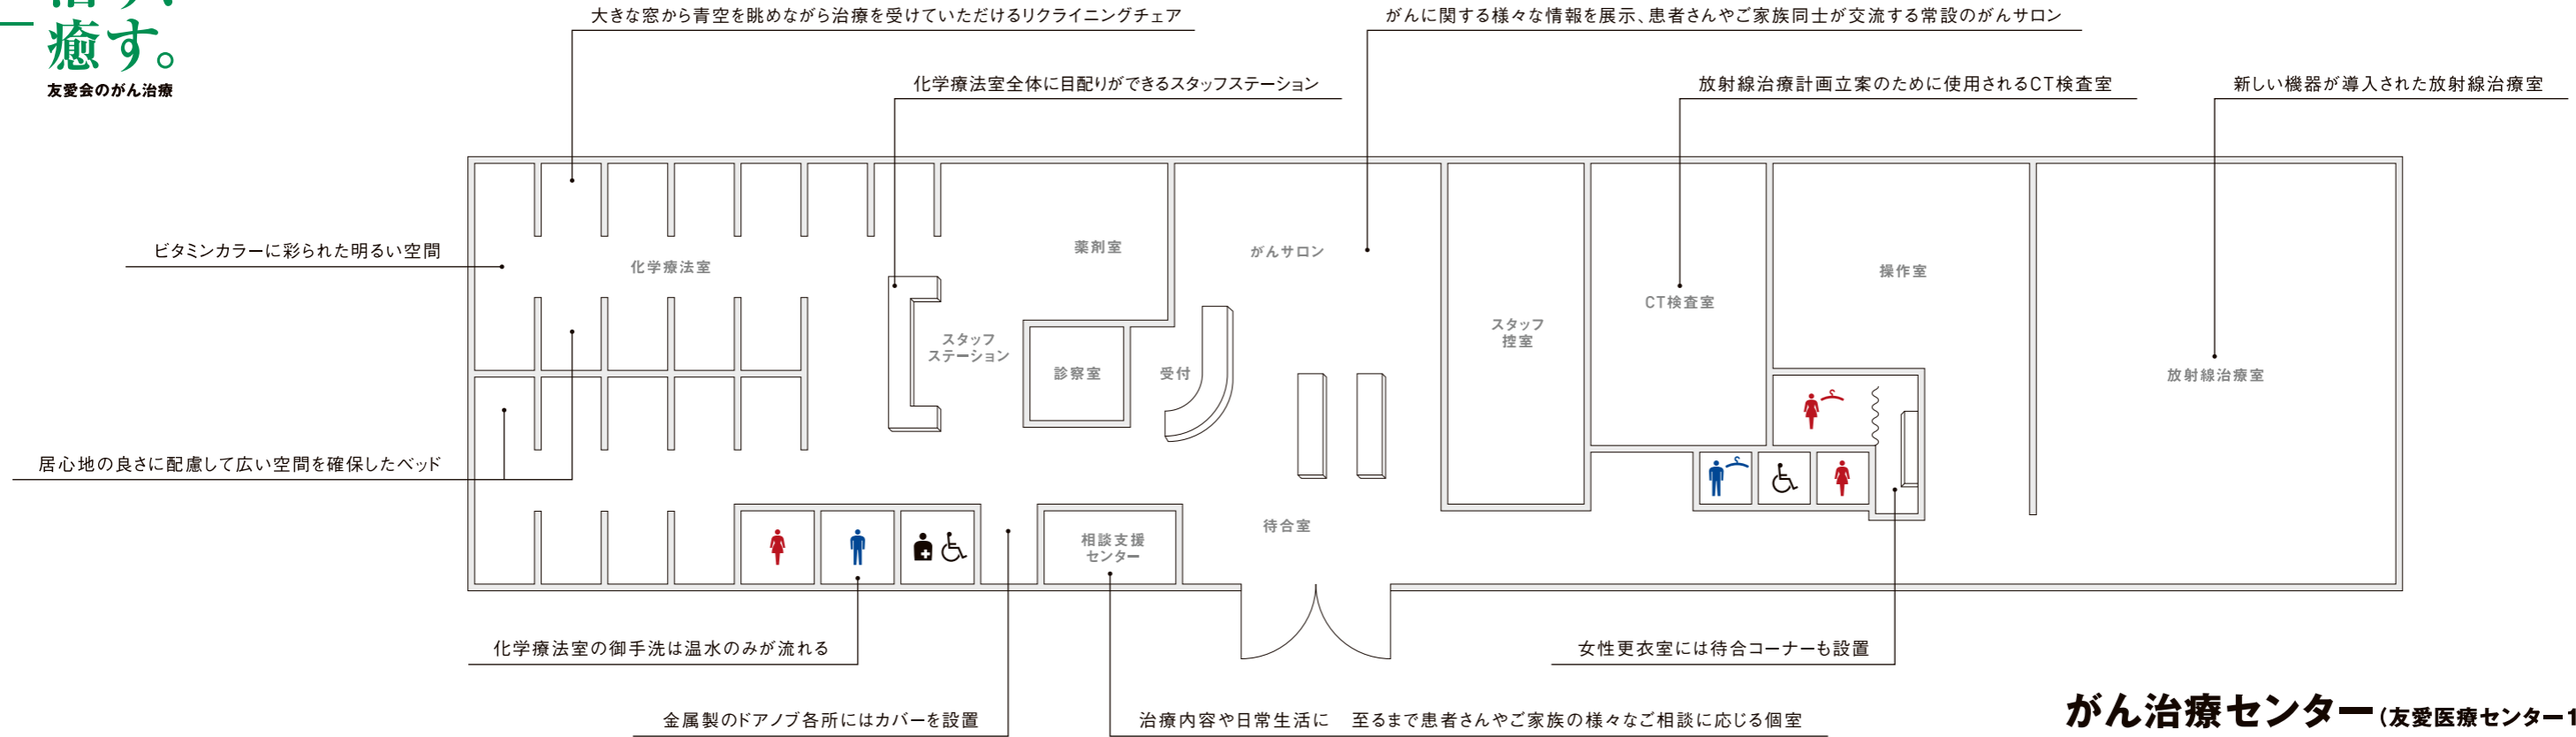 癒す。
友愛会のがん治療
大きな窓から青空を眺めながら治療を受けていただけるリクライニングチェア
がんに関する様々な情報を展示、患者さんやご家族同士が交流する常設のがんサロン
化学療法室全体に目配りができるスタッフステーション
放射線治療計画立案のために使用されるCT検査室
新しい機器が導入された放射線治療室
ビタミンカラーに彩られた明るい空間
化学療法室
薬剤室
がんサロン
操作室
CT検査室
スタッフ
控室
スタッフ
ステーション
診察室
受付
放射線治療室
居心地の良さに配慮して広い空間を確保したベッド
待合室
相談支援
センター
化学療法室の御手洗は温水のみが流れる
女性更衣室には待合コーナーも設置
金属製のドアノブ各所にはカバーを設置
治療内容や日常生活に 至るまで患者さんやご家族の様々なご相談に応じる個室
がん治療センター(友愛医療センター1